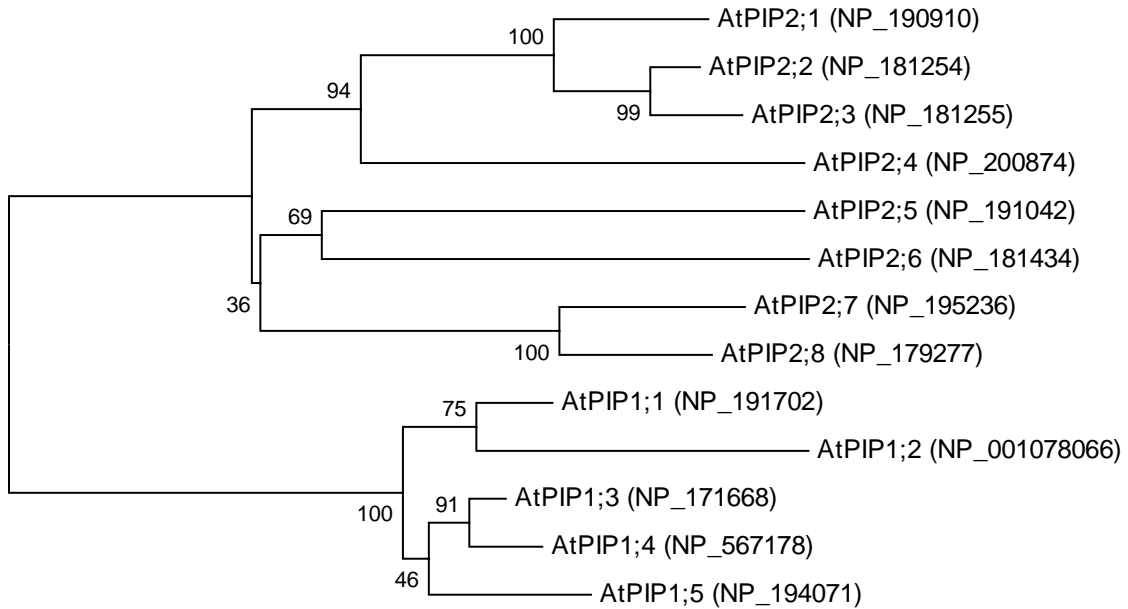 AtPIP2;1 (NP_190910)
100
AtPIP2;2 (NP_181254)
94
99
AtPIP2;3 (NP_181255)
AtPIP2;4 (NP_200874)
69
AtPIP2;5 (NP_191042)
AtPIP2;6 (NP_181434)
36
AtPIP2;7 (NP_195236)
100
AtPIP2;8 (NP_179277)
75
AtPIP1;1 (NP_191702)
AtPIP1;2 (NP_001078066)
91
AtPIP1;3 (NP_171668)
100
AtPIP1;4 (NP_567178)
46
AtPIP1;5 (NP_194071)